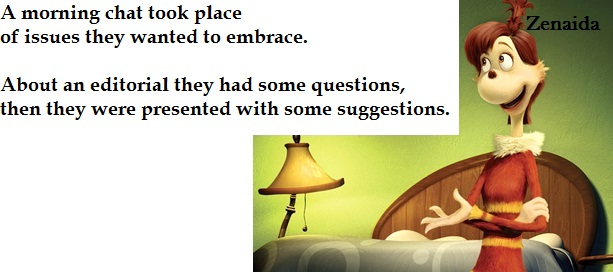 A morning chat took place
of issues they wanted to embrace.
About an editorial they had some questions,
then they were presented with some suggestions.
Zenaida